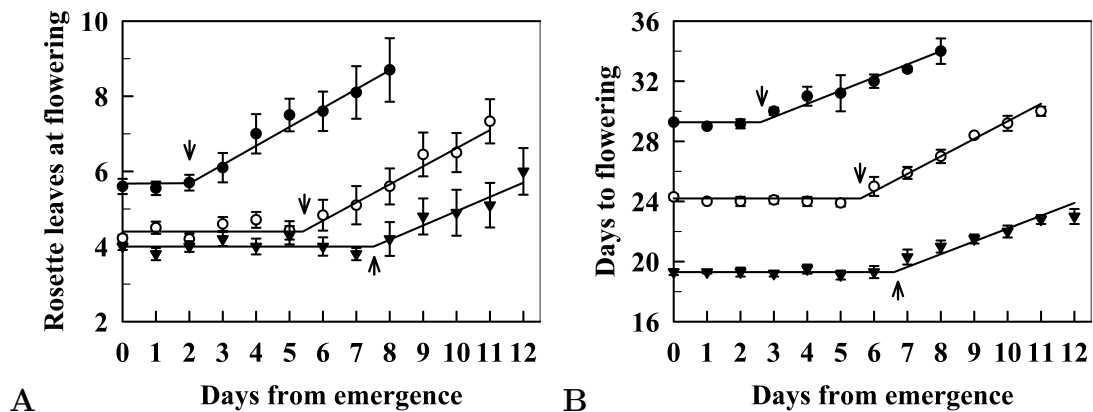 Rosette leaves at flowering
10
8
6
4
2
0 1 2 3 4 5 6 7 8 9 10 11 12
Days from emergence
A
Days to flowering
36
32
28
24
20
16
0 1 2 3 4 5 6 7 8 9 10 11 12
Days from emergence
B